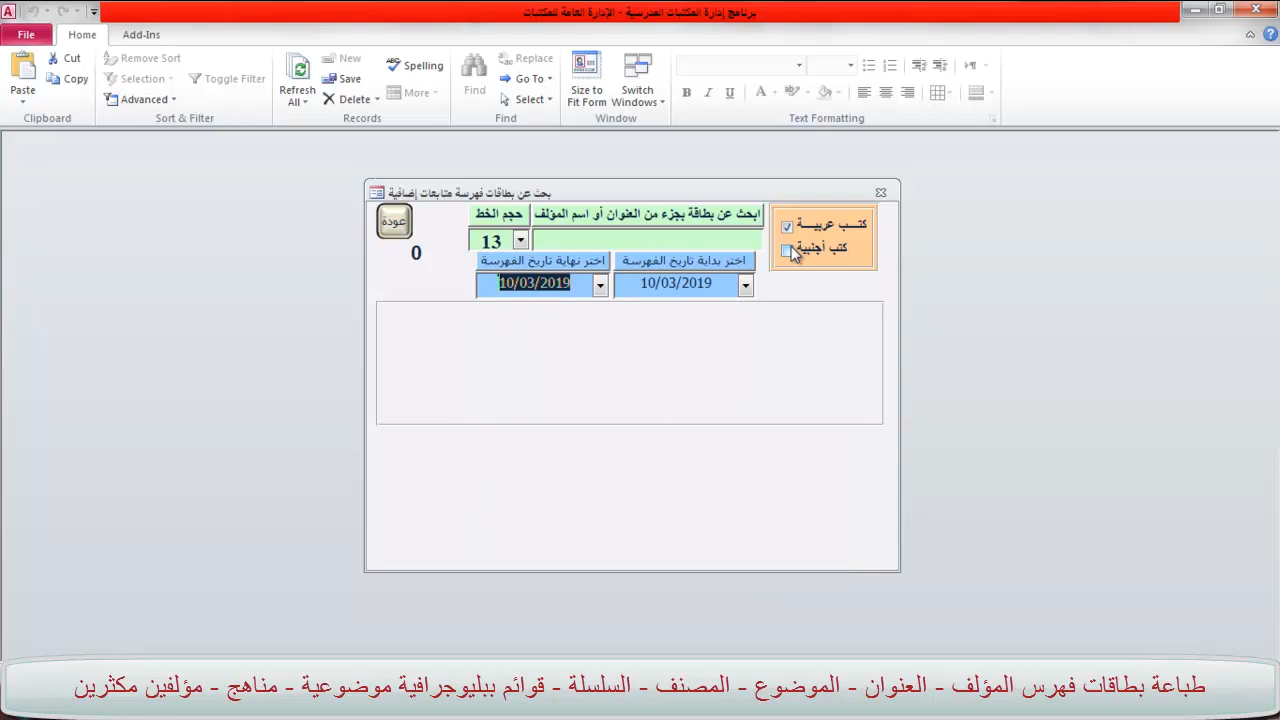 برنامج إدارة المكتبات المدرسية - الإدارة العامة للمكتبات
File Home Add-Ins
Cut
Copy
Paste
Clipboard
Remove Sort
Selection
Advanced
Toggle Filter
Sort & Filter
Refresh All
New
Save
Delete
Spelling
More
Records
Find
Replace
Go To
Select
Find
Size to Fit Form
Switch Windows
Window
B I U
A
Text Formatting
بحث عن بطاقات فهرسة متابعات إضافية
كتـــب عربيـــة
كتب أجنبية
ابحث عن بطاقة بجزء من العنوان أو اسم المؤلف
حجم الخط
13
عودة
0
اختر بداية تاريخ الفهرسة
اختر نهاية تاريخ الفهرسة
10/03/2019
10/03/2019
طباعة بطاقات فهرس المؤلف - العنوان - الموضوع - المصنف - السلسلة - قوائم ببليوجرافية موضوعية - مناهج - مؤلفين مكثرين